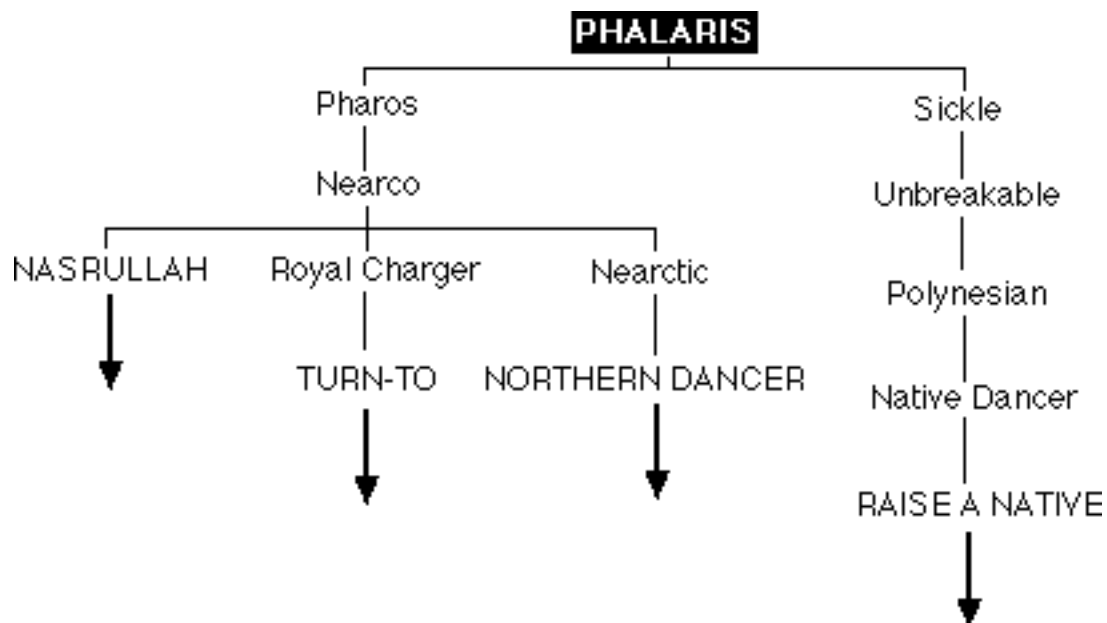 PHALARIS
Pharos
Sickle
Nearco
Unbreakable
NASRULLAH
Royal Charger
Nearctic
Polynesian
TURN-TO
NORTHERN DANCER
Native Dancer
RAISE A NATIVE